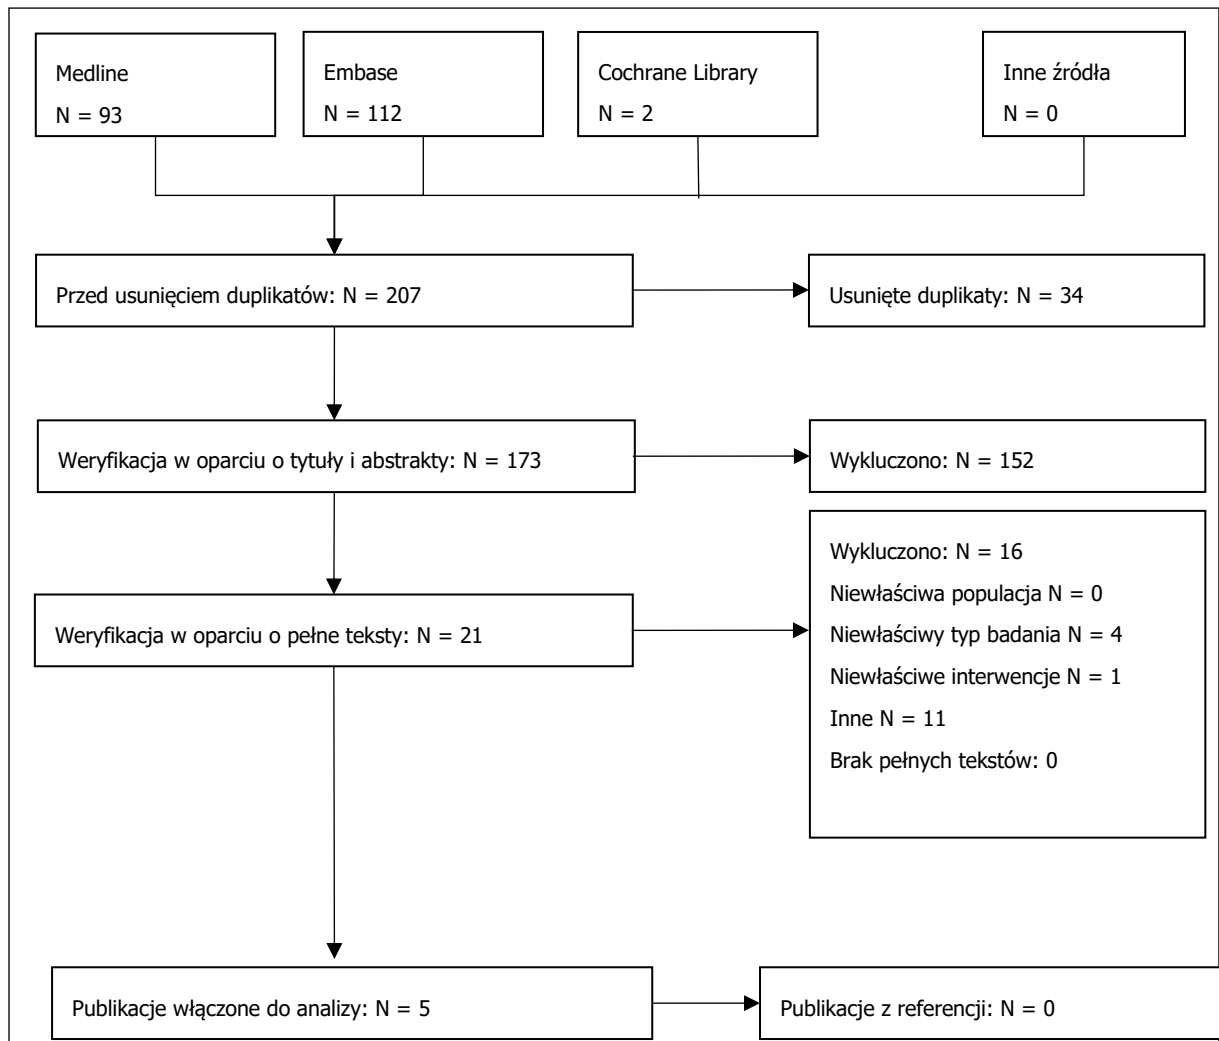 Medline
N = 93
Embase
N = 112
Cochrane Library
N = 2
Inne źródła
N = 0
Przed usunięciem duplikatów: N = 207
Usunięte duplikaty: N = 34
Weryfikacja w oparciu o tytuły i abstrakty: N = 173
Wykluczono: N = 152
Weryfikacja w oparciu o pełne teksty: N = 21
Wykluczono: N = 16
Niewłaściwa populacja N = 0
Niewłaściwy typ badania N = 4
Niewłaściwe interwencje N = 1
Inne N = 11
Brak pełnych tekstów: 0
Publikacje włączone do analizy: N = 5
Publikacje z referencji: N = 0